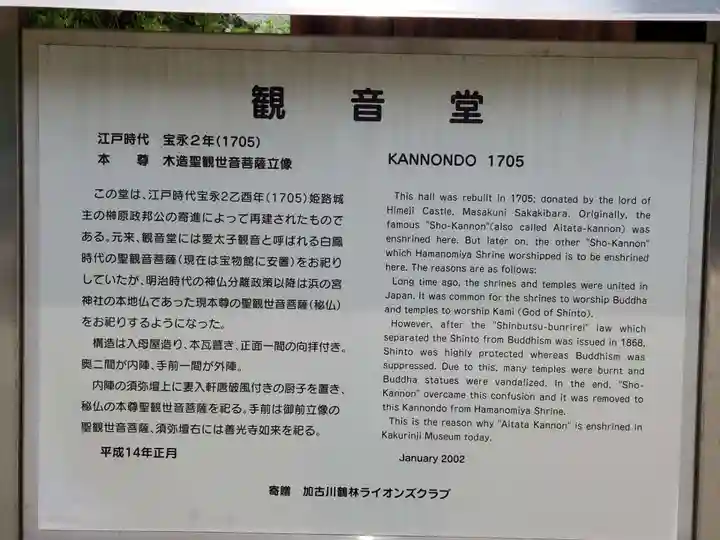 観音堂
江戸時代 宝永2年(1705)
本尊 木造聖観世音菩薩立像
この堂は、江戸時代宝永2乙酉年(1705)姫路城
主の榊原政邦公の寄進によって再建されたもので
ある。元来、観音堂には愛太子観音と呼ばれる白鳳
時代の聖観音菩薩(現在は宝物館に安置)をお祀り
していたが、明治時代の神仏分離政策以降は浜の宮
神社の本地仏であった現本尊の聖観世音菩薩(秘仏)
をお祀りするようになった。
構造は入母屋造り、本瓦葺き、正面一間の向拝付き。
奥二間が内陣、手前一間が外陣。
内陣の須弥壇上に妻入軒唐破風付きの厨子を置き、
秘仏の本尊聖観世音菩薩を祀る。手前は御前立像の
聖観世音菩薩、須弥壇右には善光寺如来を祀る。
平成14年正月
KANNONDO 1705
This hall was rebuilt in 1705; donated by the lord of
Himeji Castle, Masakuni Sakakibara. Originally, the
famous "Sho-Kannon"(also called Aitata-kannon) was
enshrined here. But later on, the other "Sho-Kannon"
which Hamanomiya Shrine worshipped is to be enshrined
here. The reasons are as follows:
Long time ago, the shrines and temples were united in
Japan. It was common for the shrines to worship Buddha
and temples to worship Kami (God of Shinto).
However, after the "Shinbutsu-bunrirei" law which
separated the Shinto from Buddhism was issued in 1868,
Shinto was highly protected whereas Buddhism was
suppressed. Due to this, many temples were burnt and
Buddha statues were vandalized. In the end, "Sho-
Kannon" overcame this confusion and it was removed to
this Kannondo from Hamanomiya Shrine.
This is the reason why "Aitata Kannon" is enshrined in
Kakurinji Museum today.
January 2002
寄贈 加古川鶴林ライオンズクラブ